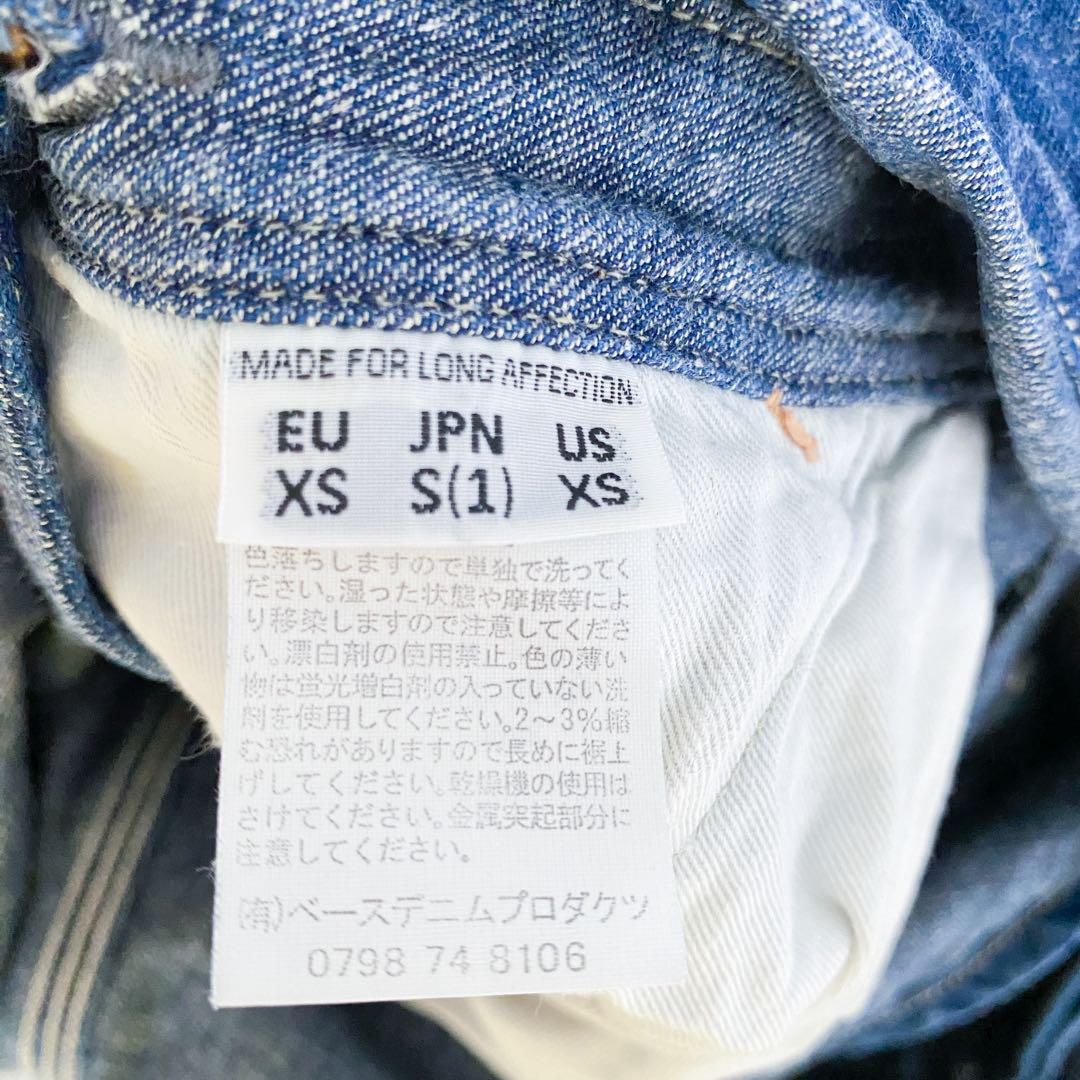 MADE FOR LONG AFFECTION
EU JPN US
XS S(1) XS
色落ちしますので単独で洗ってく
ださい。湿った状態や摩擦等によ
り移染しますので注意してくださ
い。漂白剤の使用禁止。色の薄い
物は蛍光増白剤の入っていない洗
剤を使用してください。2～3%縮
む恐れがありますので長めに裾上
げしてください。乾燥機の使用は
さけてください。金属突起部分に
注意してください。
(有)ベースデニムプロダクツ
0798 74 8106